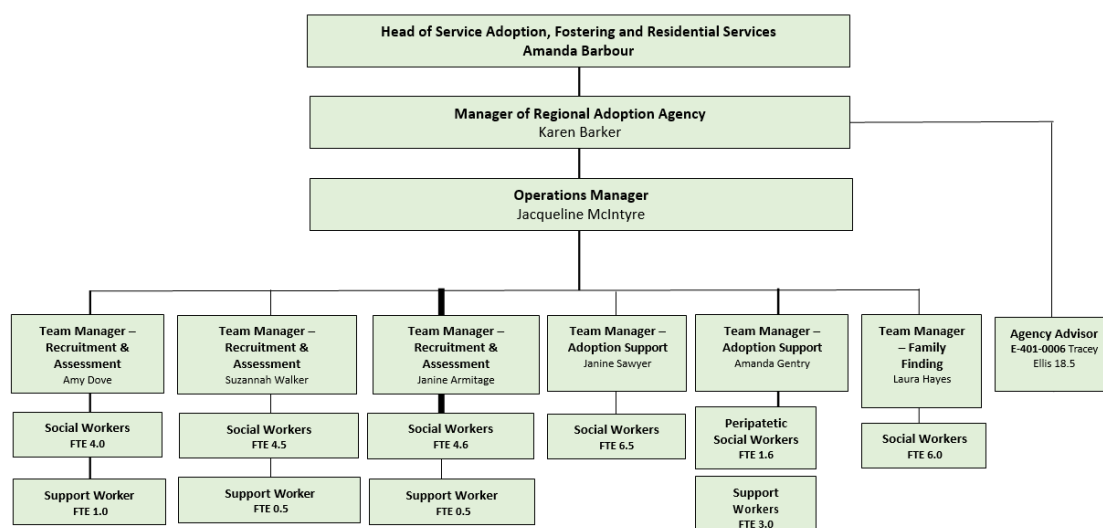 Head of Service Adoption, Fostering and Residential Services
Amanda Barbour
Manager of Regional Adoption Agency
Karen Barker
Operations Manager
Jacqueline McIntyre
Team Manager –
Recruitment &
Assessment
Amy Dove
Team Manager –
Recruitment &
Assessment
Suzannah Walker
Team Manager –
Recruitment &
Assessment
Janine Armitage
Team Manager –
Adoption Support
Janine Sawyer
Team Manager –
Adoption Support
Amanda Gentry
Team Manager
– Family
Finding
Laura Hayes
Agency Advisor
E-401-0006 Tracey
Ellis 18.5
Social Workers
FTE 4.0
Social Workers
FTE 4.5
Social Workers
FTE 4.6
Social Workers
FTE 6.5
Peripatetic
Social Workers
FTE 1.6
Social Workers
FTE 6.0
Support Worker
FTE 1.0
Support Worker
FTE 0.5
Support Worker
FTE 0.5
Support
Workers
FTE 3.0